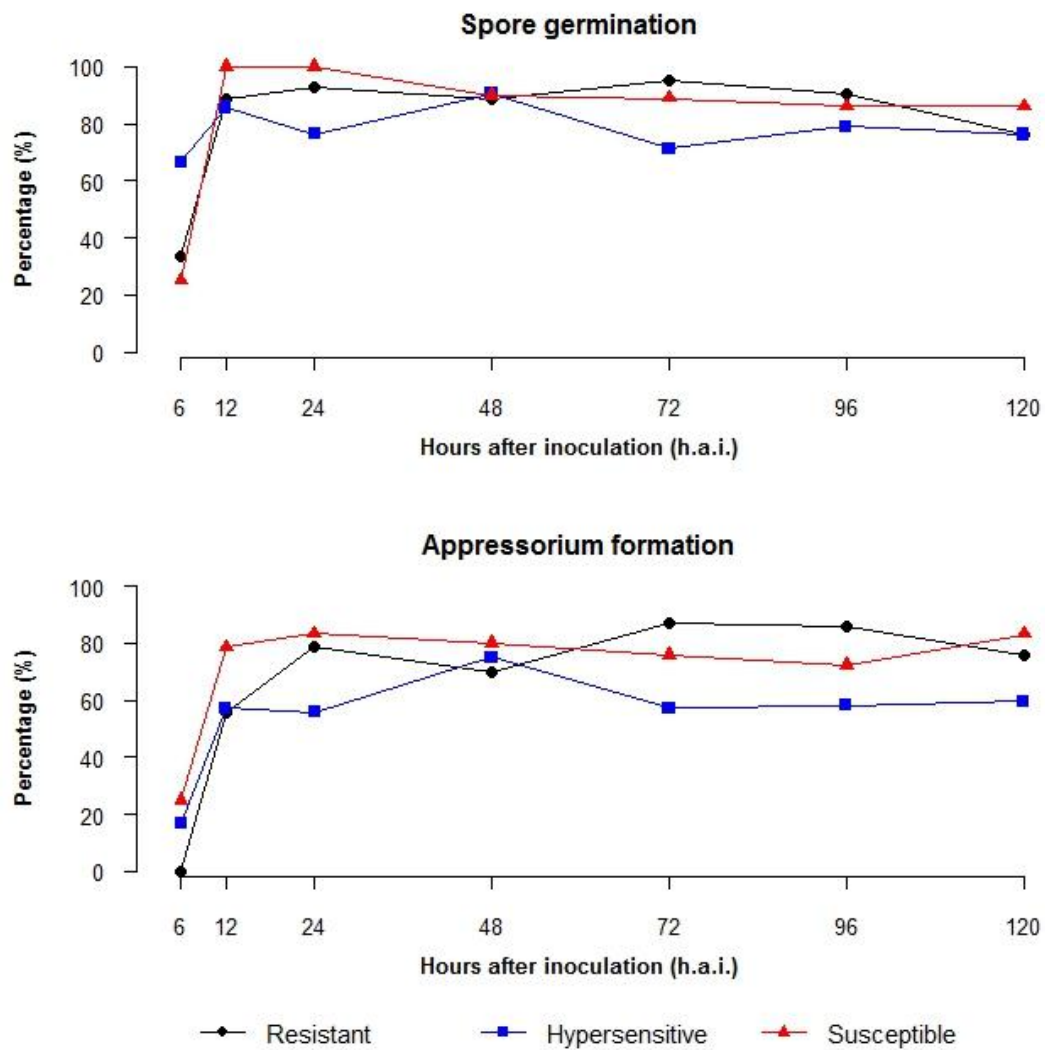 Spore germination
100
80
60
40
20
0
Percentage (%)
6 12 24 48 72 96 120
Hours after inoculation (h.a.i.)
Appressorium formation
100
80
60
40
20
0
Percentage (%)
6 12 24 48 72 96 120
Hours after inoculation (h.a.i.)
Resistant Hypersensitive Susceptible